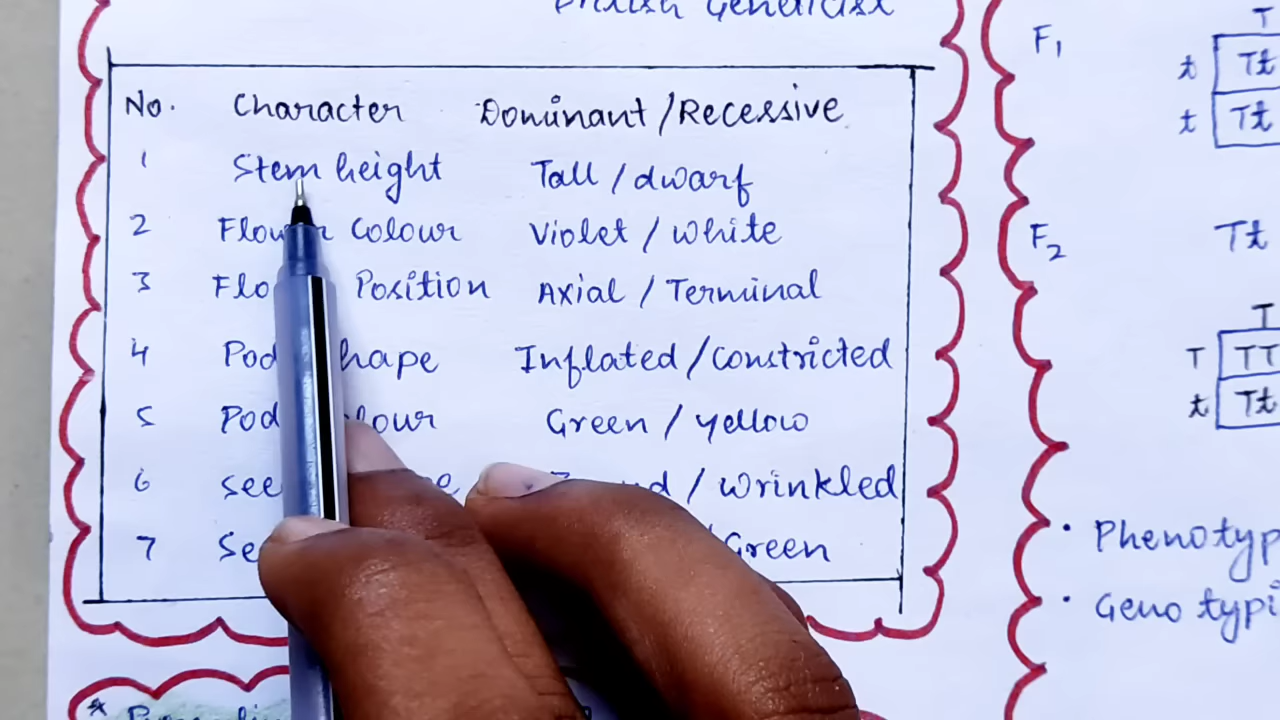 Geneticist
No. Character Dominant / Recessive
1 Stem height Tall / dwarf
2 Colour Violet / white
3 Position Axial / Terminal
4 Pod Inflated / constricted
5 Pod Green / yellow
6 / wrinkled
7 Green
F1
T
t Tt
t Tt
F2 Tt
T
T TT
t Tt
• Phenotyp
• Geno typi